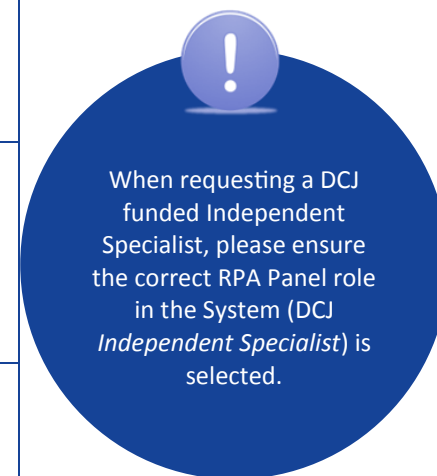 When requesting a DCJ
funded Independent
Specialist, please ensure
the correct RPA Panel role
in the System (DCJ
Independent Specialist) is
selected.